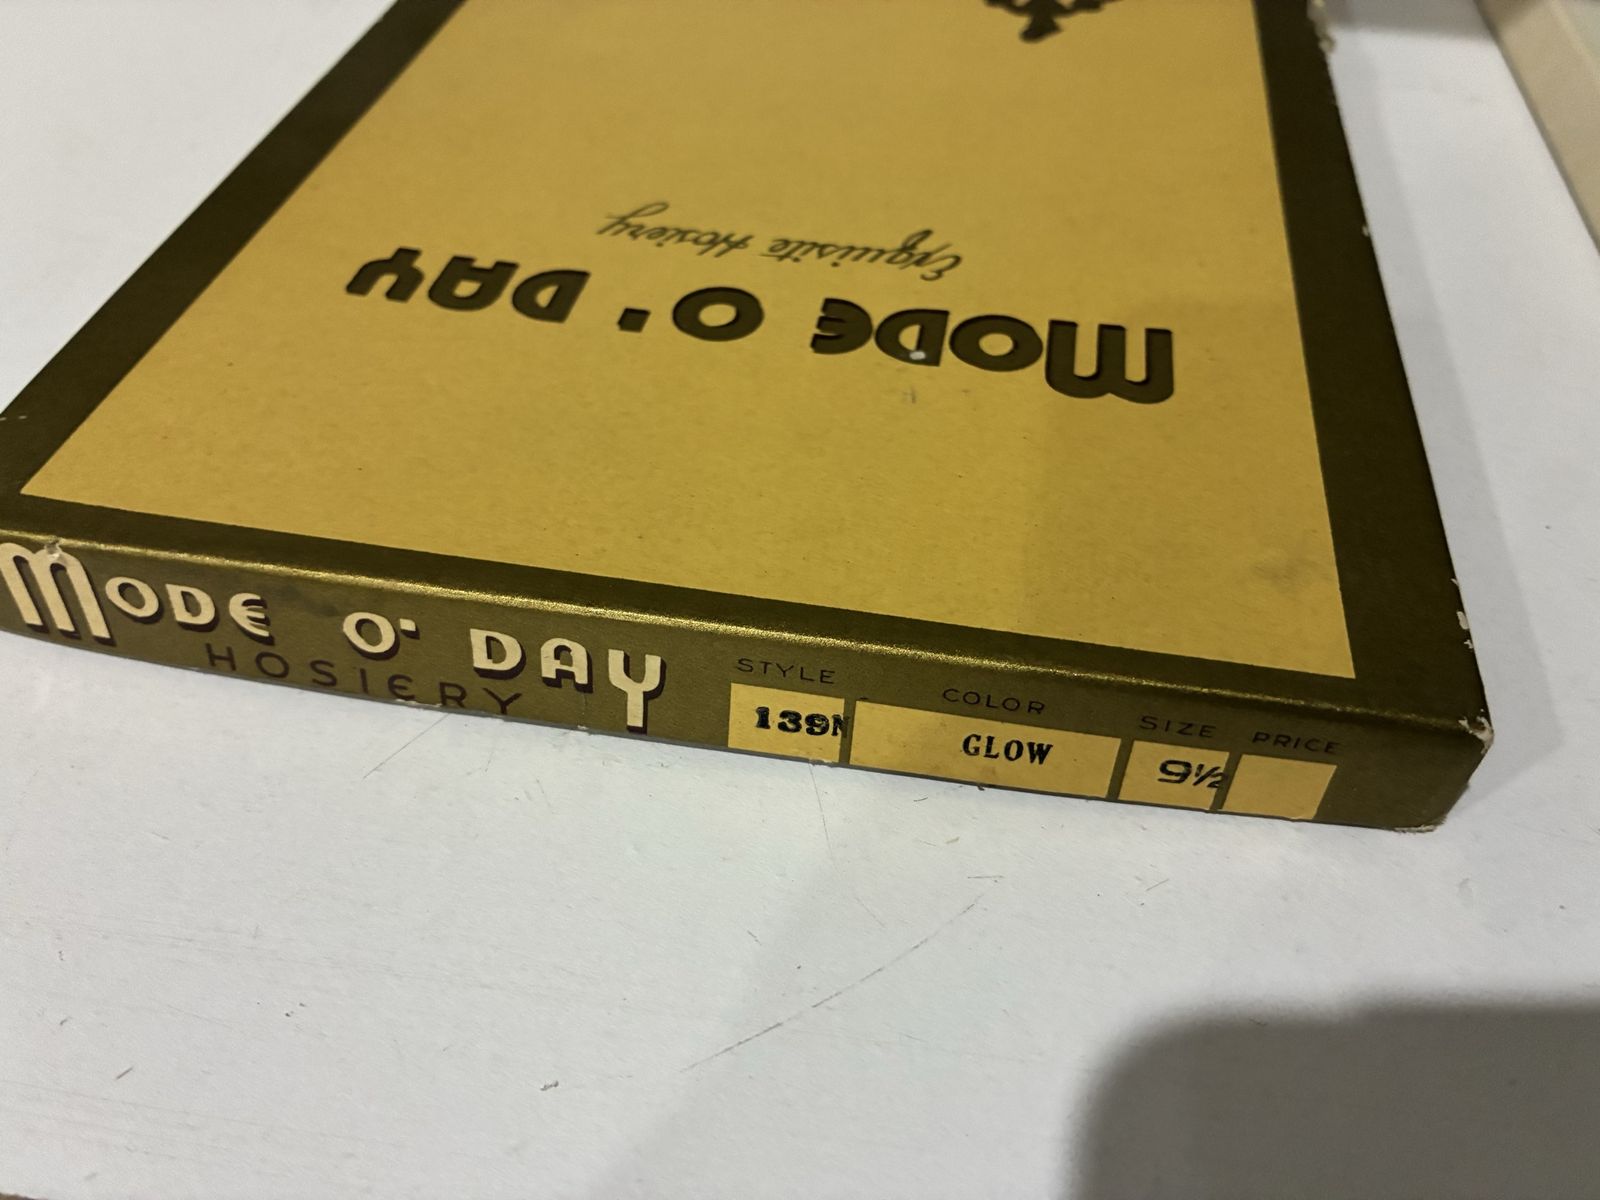 MODE O' DAY
Exquisite Hosiery
MODE O' DAY
HOSIERY
STYLE COLOR SIZE PRICE
139N GLOW 9½